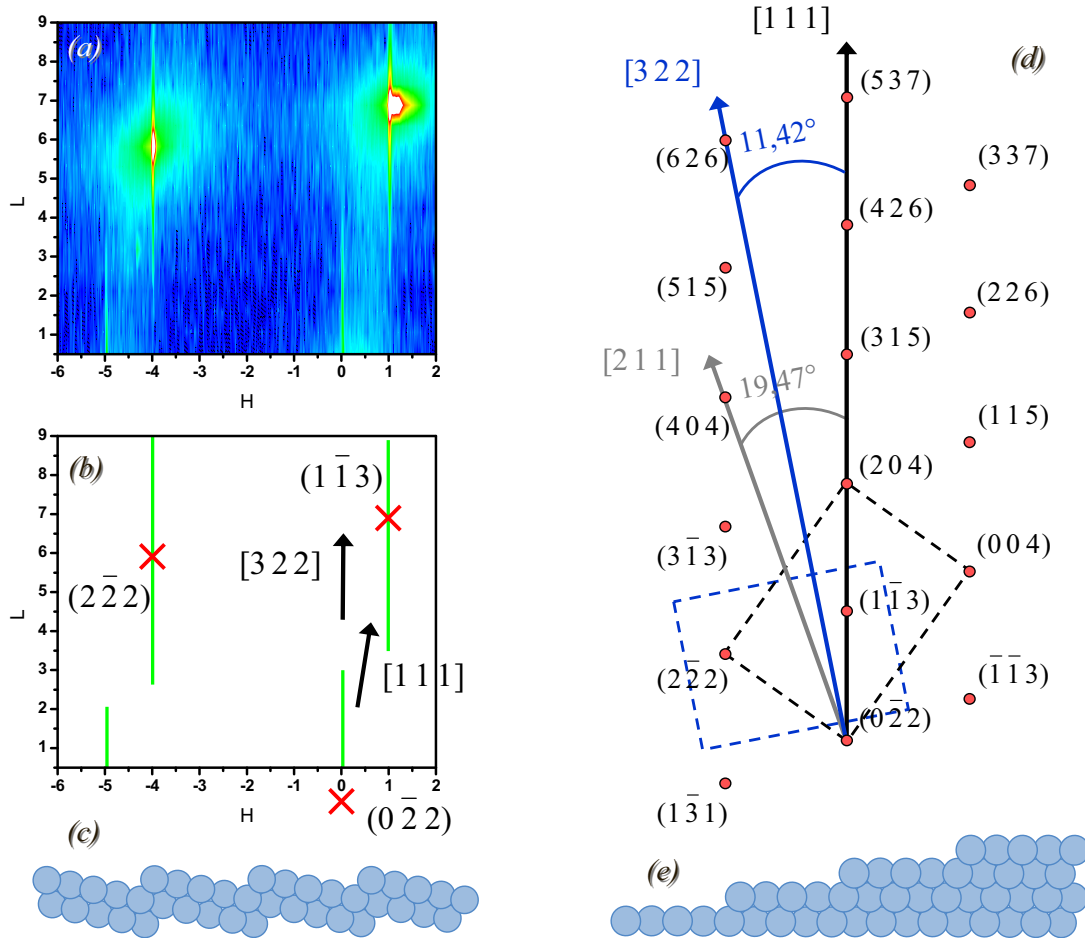 (a)
9
8
7
6
5
4
3
2
1
L
-6 -5 -4 -3 -2 -1 0 1 2
H
(b)
9
8
7
6
5
4
3
2
1
L
(1 1̅ 3)
[3 2 2]
(2 2̅ 2)
[1 1 1]
-6 -5 -4 -3 -2 -1 0 1 2
H
(0 2̅ 2)
(c)
(d)
[1 1 1]
[3 2 2]
(5 3 7)
11,42°
(6 2 6)
(3 3 7)
(4 2 6)
(5 1 5)
(2 2 6)
(3 1 5)
[2 1 1]
19,47°
(4 0 4)
(1 1 5)
(2 0 4)
(3 1̅ 3)
(0 0 4)
(1 1̅ 3)
(2 2̅ 2)
(1̅ 1̅ 3)
(0 2̅ 2)
(1 3̅ 1)
(e)